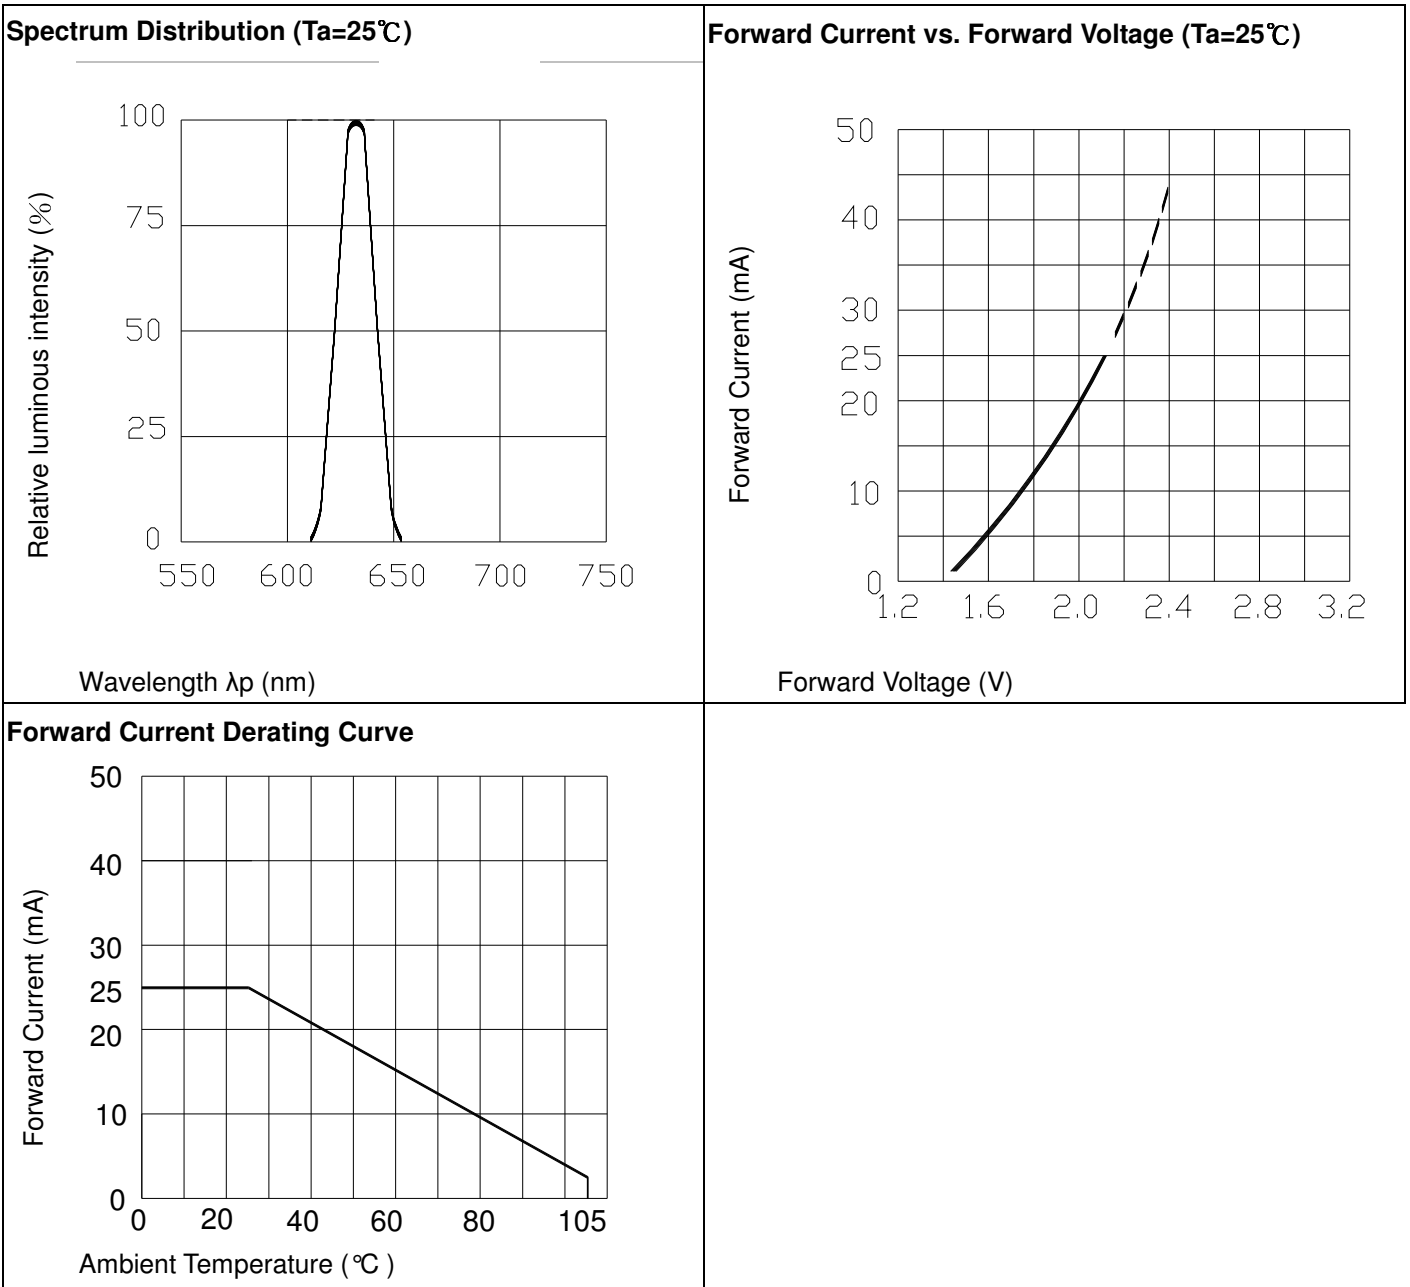 Spectrum Distribution (Ta=25℃)
100
75
50
25
0
550 600 650 700 750
Relative luminous intensity (%)
Wavelength λp (nm)
Forward Current vs. Forward Voltage (Ta=25℃)
50
40
30
25
20
10
0
1.2 1.6 2.0 2.4 2.8 3.2
Forward Current (mA)
Forward Voltage (V)
Forward Current Derating Curve
50
40
30
25
20
10
0
0 20 40 60 80 105
Forward Current (mA)
Ambient Temperature ( ℃ )